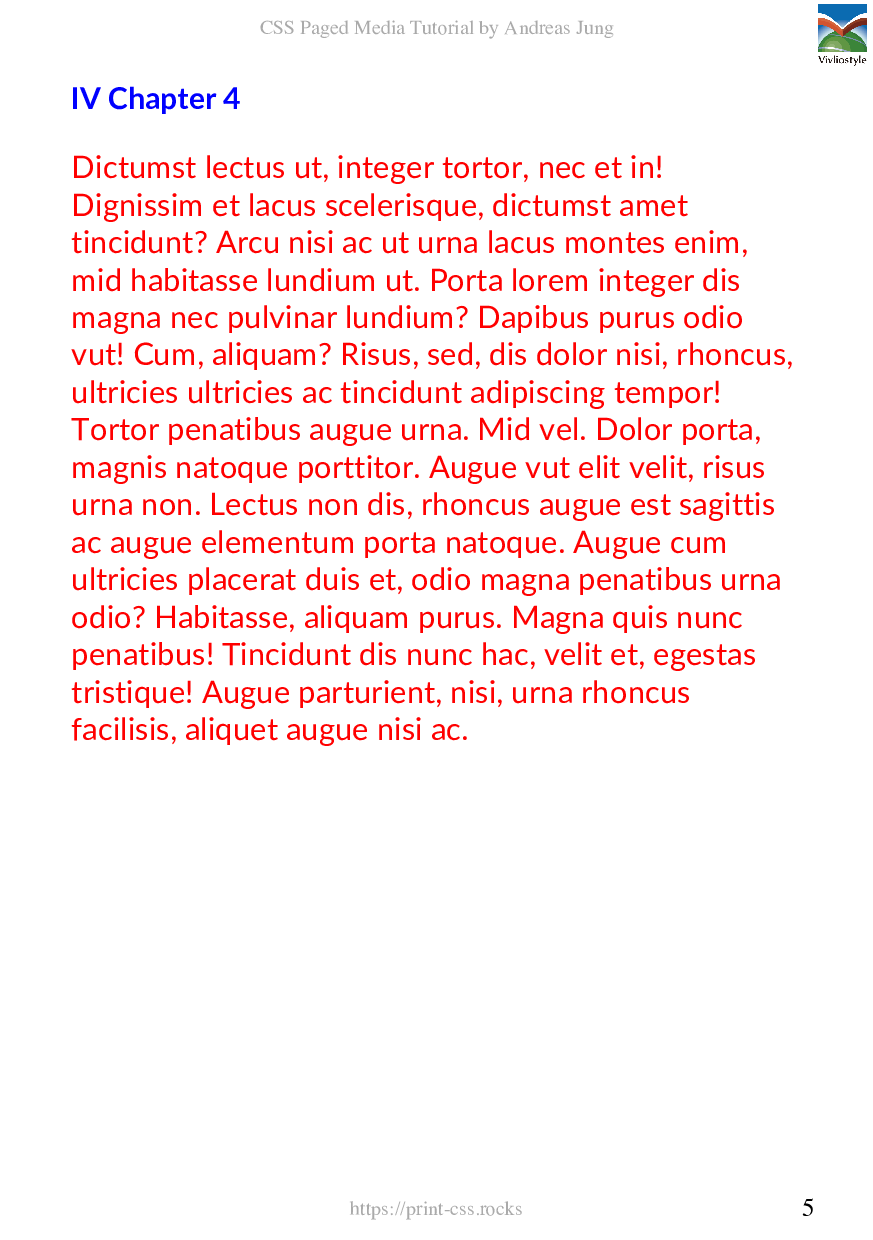 CSS Paged Media Tutorial by Andreas Jung
Vivliostyle
IV Chapter 4
Dictumst lectus ut, integer tortor, nec et in!
Dignissim et lacus scelerisque, dictumst amet
tincidunt? Arcu nisi ac ut urna lacus montes enim,
mid habitasse lundium ut. Porta lorem integer dis
magna nec pulvinar lundium? Dapibus purus odio
vut! Cum, aliquam? Risus, sed, dis dolor nisi, rhoncus,
ultricies ultricies ac tincidunt adipiscing tempor!
Tortor penatibus augue urna. Mid vel. Dolor porta,
magnis natoque porttitor. Augue vut elit velit, risus
urna non. Lectus non dis, rhoncus augue est sagittis
ac augue elementum porta natoque. Augue cum
ultricies placerat duis et, odio magna penatibus urna
odio? Habitasse, aliquam purus. Magna quis nunc
penatibus! Tincidunt dis nunc hac, velit et, egestas
tristique! Augue parturient, nisi, urna rhoncus
facilisis, aliquet augue nisi ac.
https://print-css.rocks
5